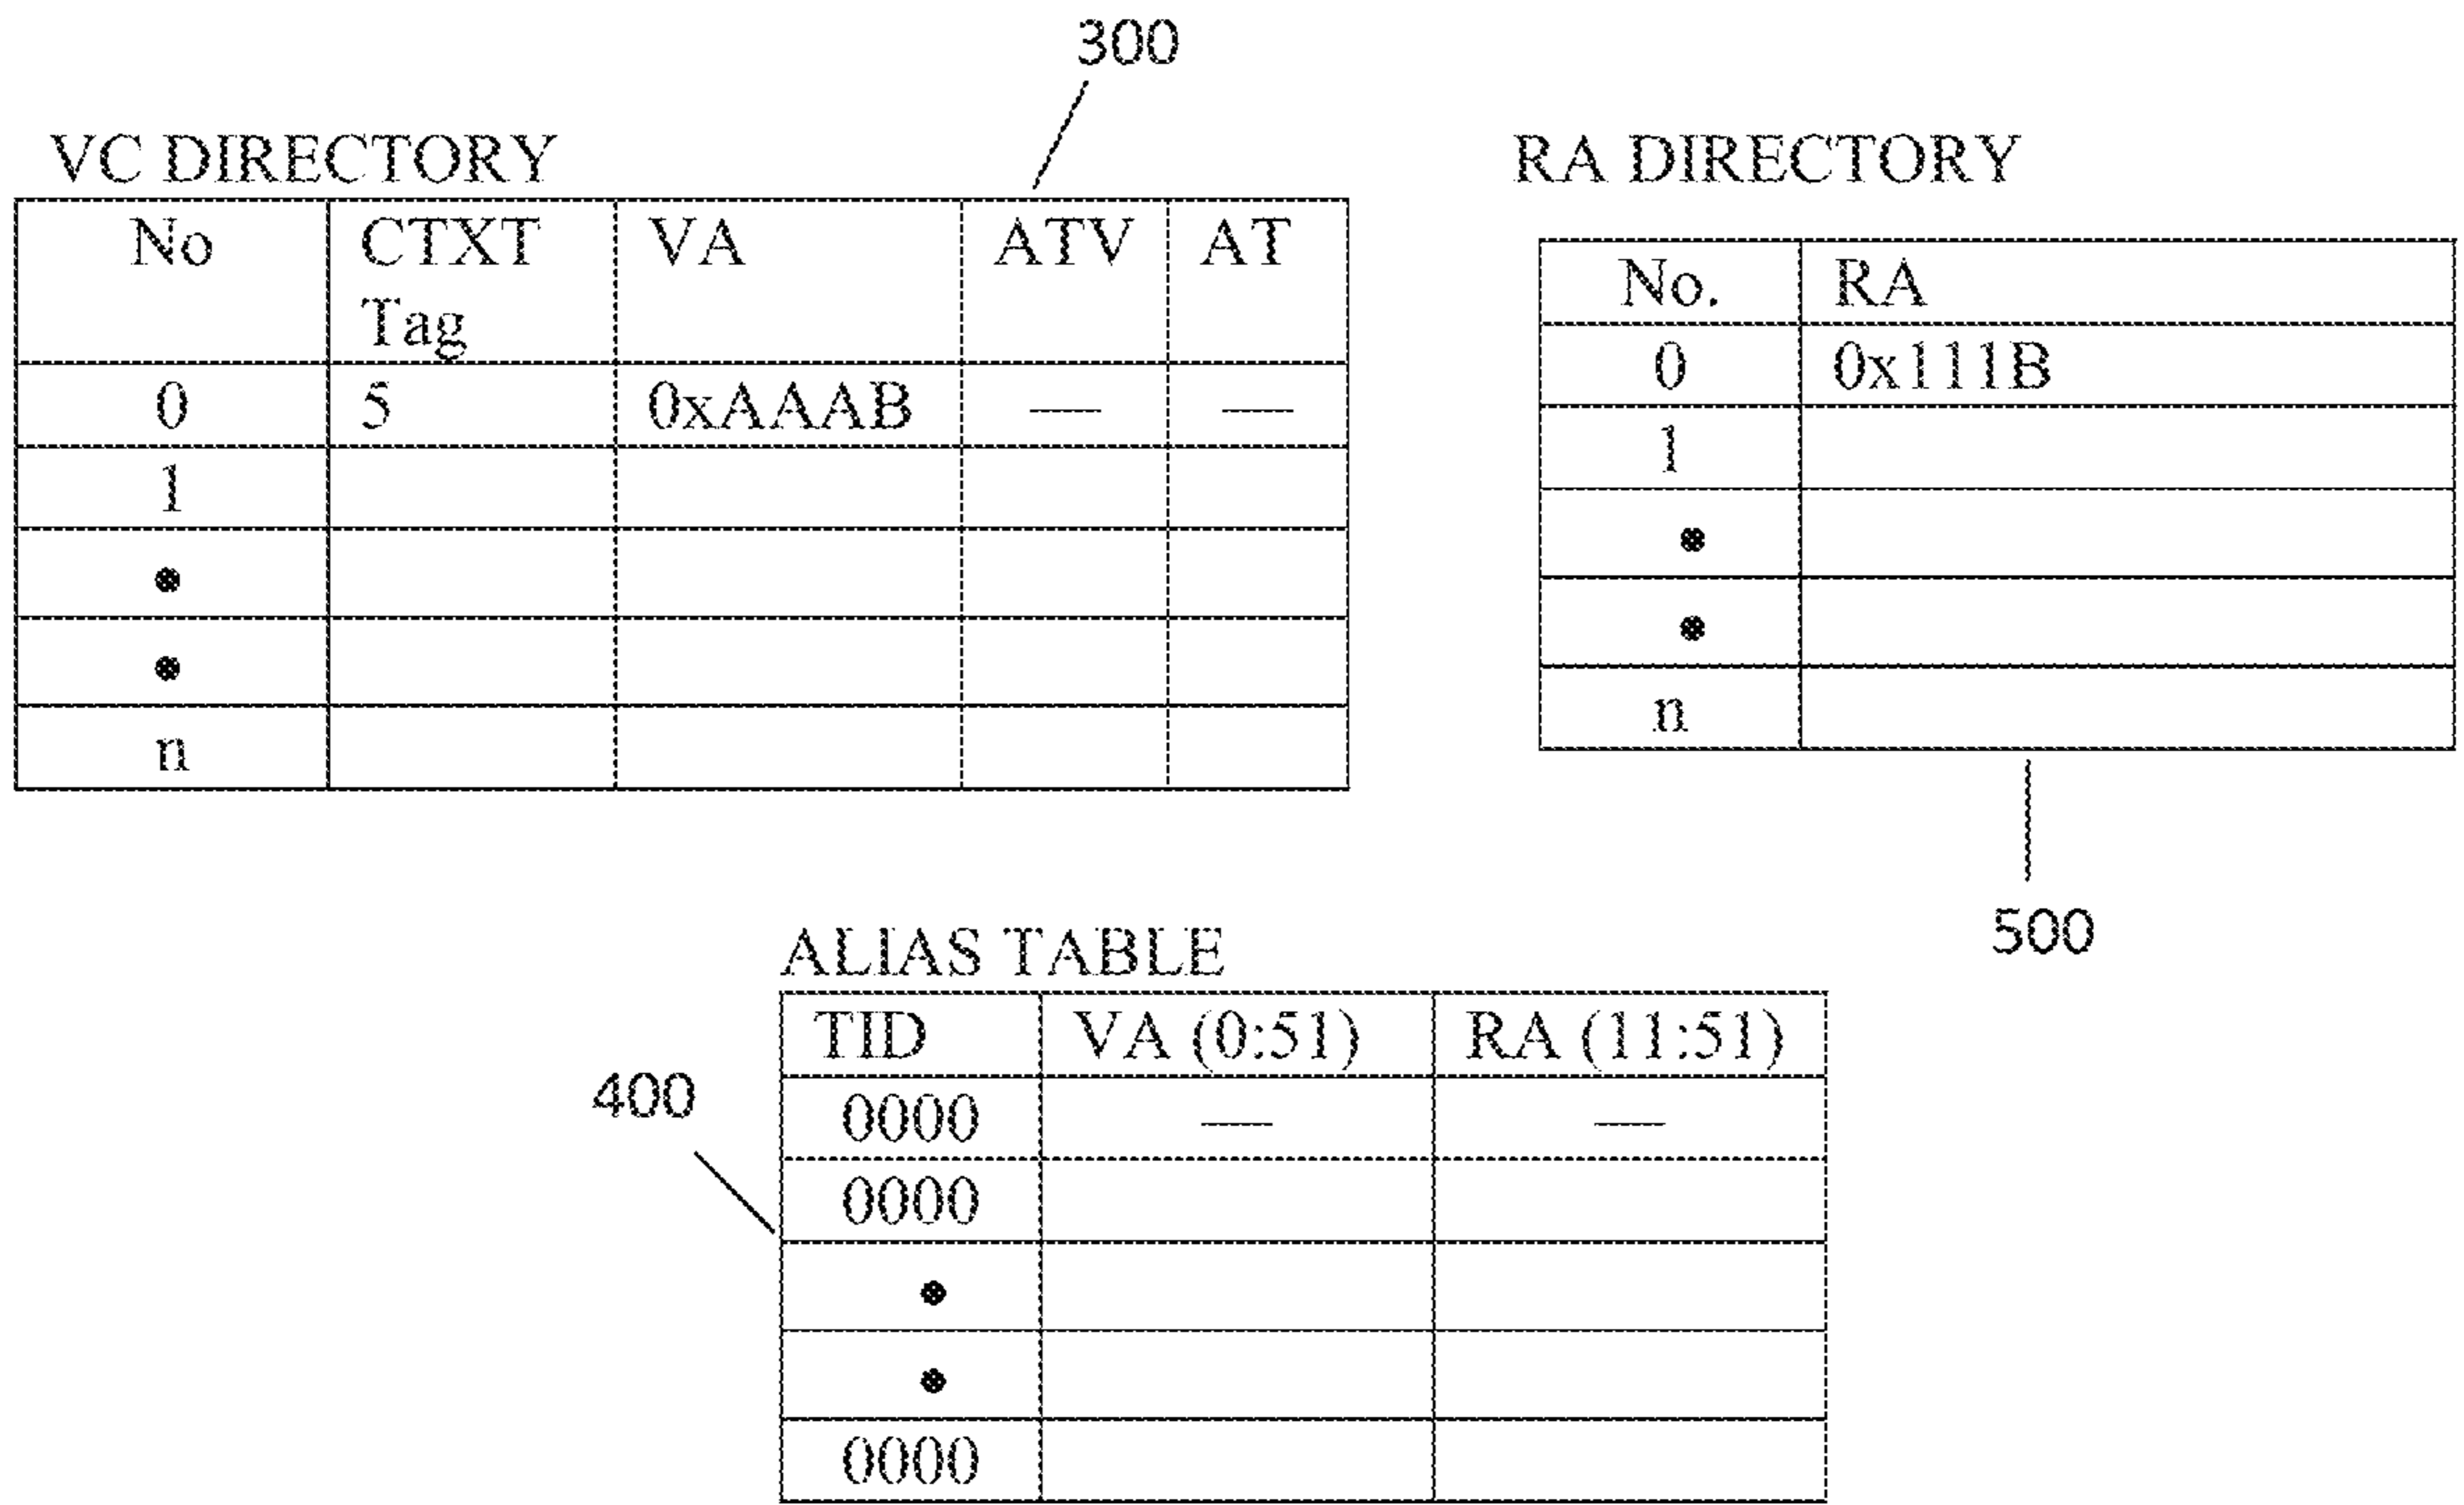 300
VC DIRECTORY
No CTXT Tag VA ATV AT
0 5 0xAAAB — —
1
•
•
n
RA DIRECTORY
No. RA
0 0x111B
1
•
•
n
500
ALIAS TABLE
400
TID VA (0:51) RA (11:51)
0000 — —
0000
•
•
0000